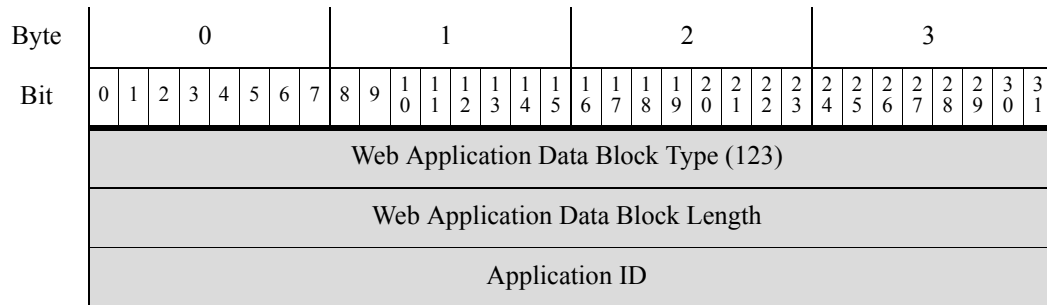 Byte 0 1 2 3
Bit 0 1 2 3 4 5 6 7 8 9 10 11 12 13 14 15 16 17 18 19 20 21 22 23 24 25 26 27 28 29 30 31
Web Application Data Block Type (123)
Web Application Data Block Length
Application ID